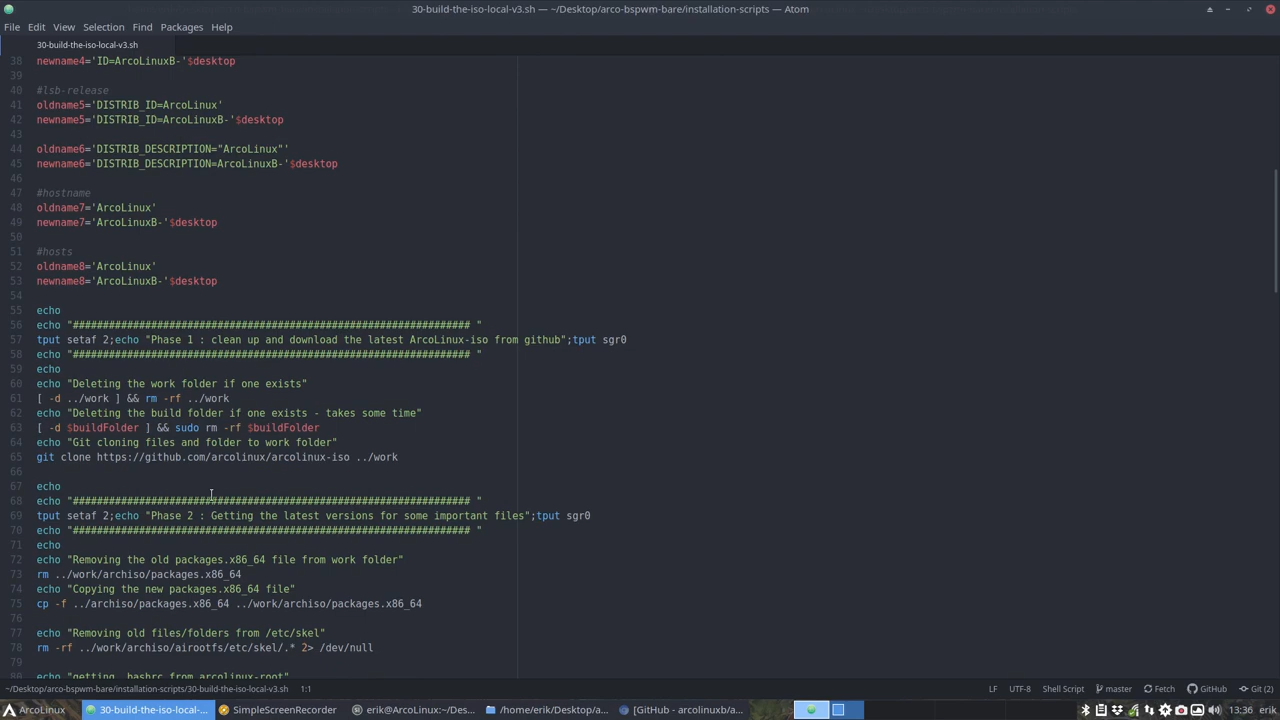 30-build-the-iso-local-v3.sh — ~/Desktop/arco-bspwm-bare/installation-scripts — Atom
File Edit View Selection Find Packages Help
30-build-the-iso-local-v3.sh
38 newname4='ID=ArcoLinuxB-'$desktop
39
40 #lsb-release
41 oldname5='DISTRIB_ID=ArcoLinux'
42 newname5='DISTRIB_ID=ArcoLinuxB-'$desktop
43
44 oldname6='DISTRIB_DESCRIPTION="ArcoLinux"'
45 newname6='DISTRIB_DESCRIPTION=ArcoLinuxB-'$desktop
46
47 #hostname
48 oldname7='ArcoLinux'
49 newname7='ArcoLinuxB-'$desktop
50
51 #hosts
52 oldname8='ArcoLinux'
53 newname8='ArcoLinuxB-'$desktop
54
55 echo
56 echo "################################################################## "
57 tput setaf 2;echo "Phase 1 : clean up and download the latest ArcoLinux-iso from github";tput sgr0
58 echo "################################################################## "
59 echo
60 echo "Deleting the work folder if one exists"
61 [ -d ../work ] && rm -rf ../work
62 echo "Deleting the build folder if one exists - takes some time"
63 [ -d $buildFolder ] && sudo rm -rf $buildFolder
64 echo "Git cloning files and folder to work folder"
65 git clone https://github.com/arcolinux/arcolinux-iso ../work
66
67 echo
68 echo "################################################################## "
69 tput setaf 2;echo "Phase 2 : Getting the latest versions for some important files";tput sgr0
70 echo "################################################################## "
71 echo
72 echo "Removing the old packages.x86_64 file from work folder"
73 rm ../work/archiso/packages.x86_64
74 echo "Copying the new packages.x86_64 file"
75 cp -f ../archiso/packages.x86_64 ../work/archiso/packages.x86_64
76
77 echo "Removing old files/folders from /etc/skel"
78 rm -rf ../work/archiso/airootfs/etc/skel/.* 2> /dev/null
79
80 echo "getting .bashrc from arcolinux-root"
~/Desktop/arco-bspwm-bare/installation-scripts/30-build-the-iso-local-v3.sh 1:1 LF UTF-8 Shell Script master Fetch GitHub Git (2)
ArcoLinux 30-build-the-iso-local-... SimpleScreenRecorder erik@ArcoLinux:~/Des... /home/erik/Desktop/a... [GitHub - arcolinuxb/a... 13:36 erik